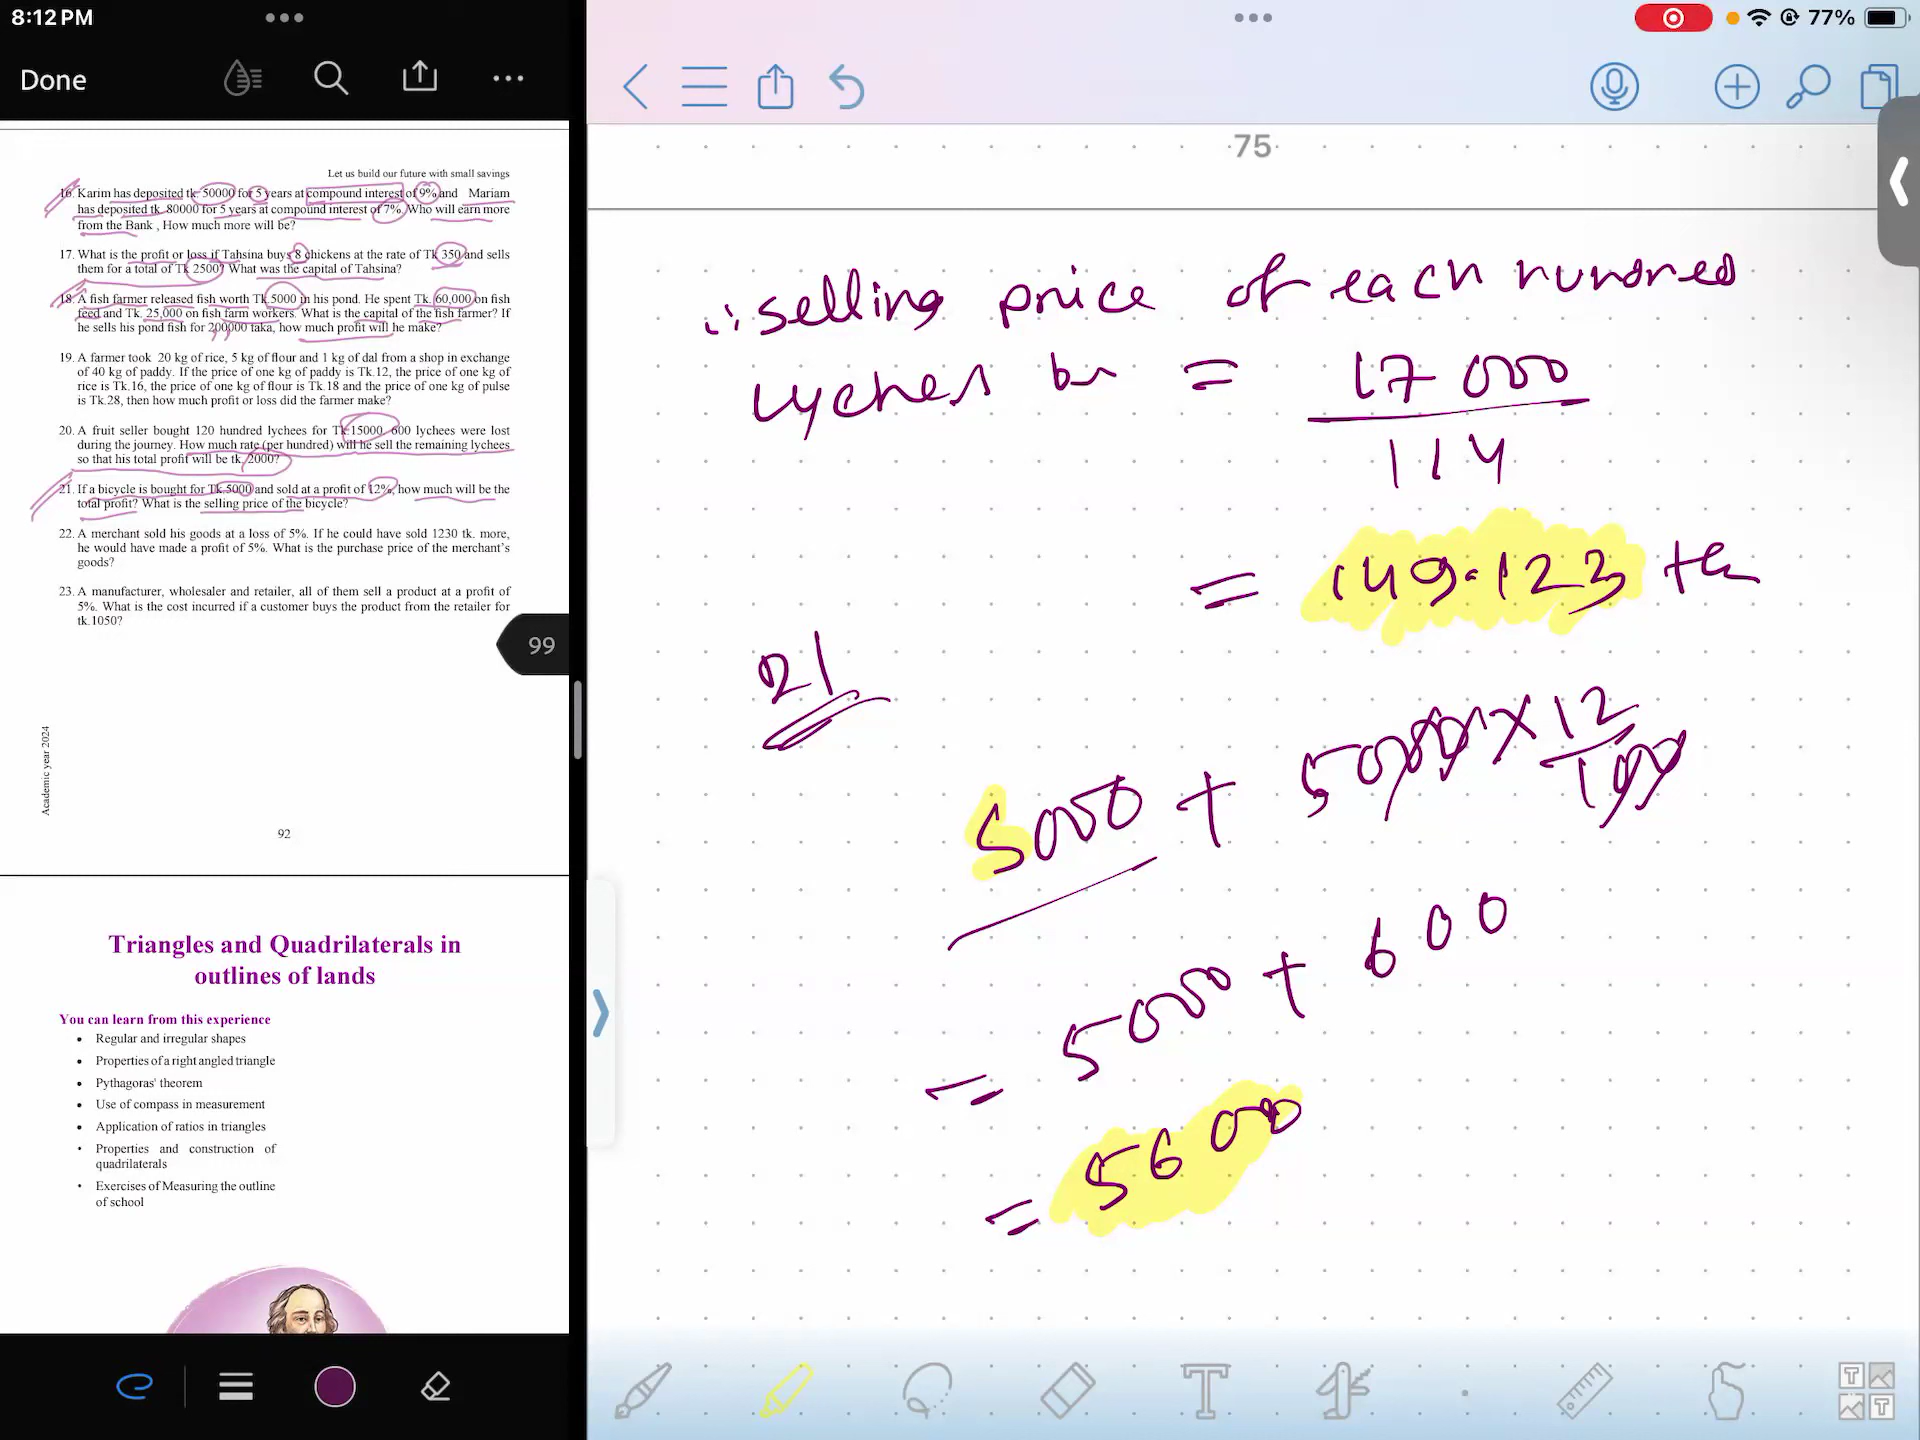 8:12 PM
77%
Done
Let us build our future with small savings
16. Karim has deposited tk. 50000 for 5 years at compound interest of 9% and Mariam
has deposited tk. 80000 for 5 years at compound interest of 7%. Who will earn more
from the Bank , How much more will be?
17. What is the profit or loss if Tahsina buys 8 chickens at the rate of Tk 350 and sells
them for a total of Tk 2500? What was the capital of Tahsina?
18. A fish farmer released fish worth Tk.5000 in his pond. He spent Tk. 60,000 on fish
feed and Tk. 25,000 on fish farm workers. What is the capital of the fish farmer? If
he sells his pond fish for 200000 taka, how much profit will he make?
19. A farmer took 20 kg of rice, 5 kg of flour and 1 kg of dal from a shop in exchange
of 40 kg of paddy. If the price of one kg of paddy is Tk.12, the price of one kg of
rice is Tk.16, the price of one kg of flour is Tk.18 and the price of one kg of pulse
is Tk.28, then how much profit or loss did the farmer make?
20. A fruit seller bought 120 hundred lychees for Tk 15000. 600 lychees were lost
during the journey. How much rate (per hundred) will he sell the remaining lychees
so that his total profit will be tk. 2000?
21. If a bicycle is bought for Tk.5000 and sold at a profit of 12%, how much will be the
total profit? What is the selling price of the bicycle?
22. A merchant sold his goods at a loss of 5%. If he could have sold 1230 tk. more,
he would have made a profit of 5%. What is the purchase price of the merchant's
goods?
23. A manufacturer, wholesaler and retailer, all of them sell a product at a profit of
5%. What is the cost incurred if a customer buys the product from the retailer for
tk.1050?
99
Academic year 2024
92
Triangles and Quadrilaterals in
outlines of lands
You can learn from this experience
• Regular and irregular shapes
• Properties of a right angled triangle
• Pythagoras' theorem
• Use of compass in measurement
• Application of ratios in triangles
• Properties and construction of
quadrilaterals
• Exercises of Measuring the outline
of school
75
∴ selling price of each hundred
lyches = 17000
114
= 149.123 tk
21
5000 + 5000 × 12
100
= 5000 + 600
= 5600